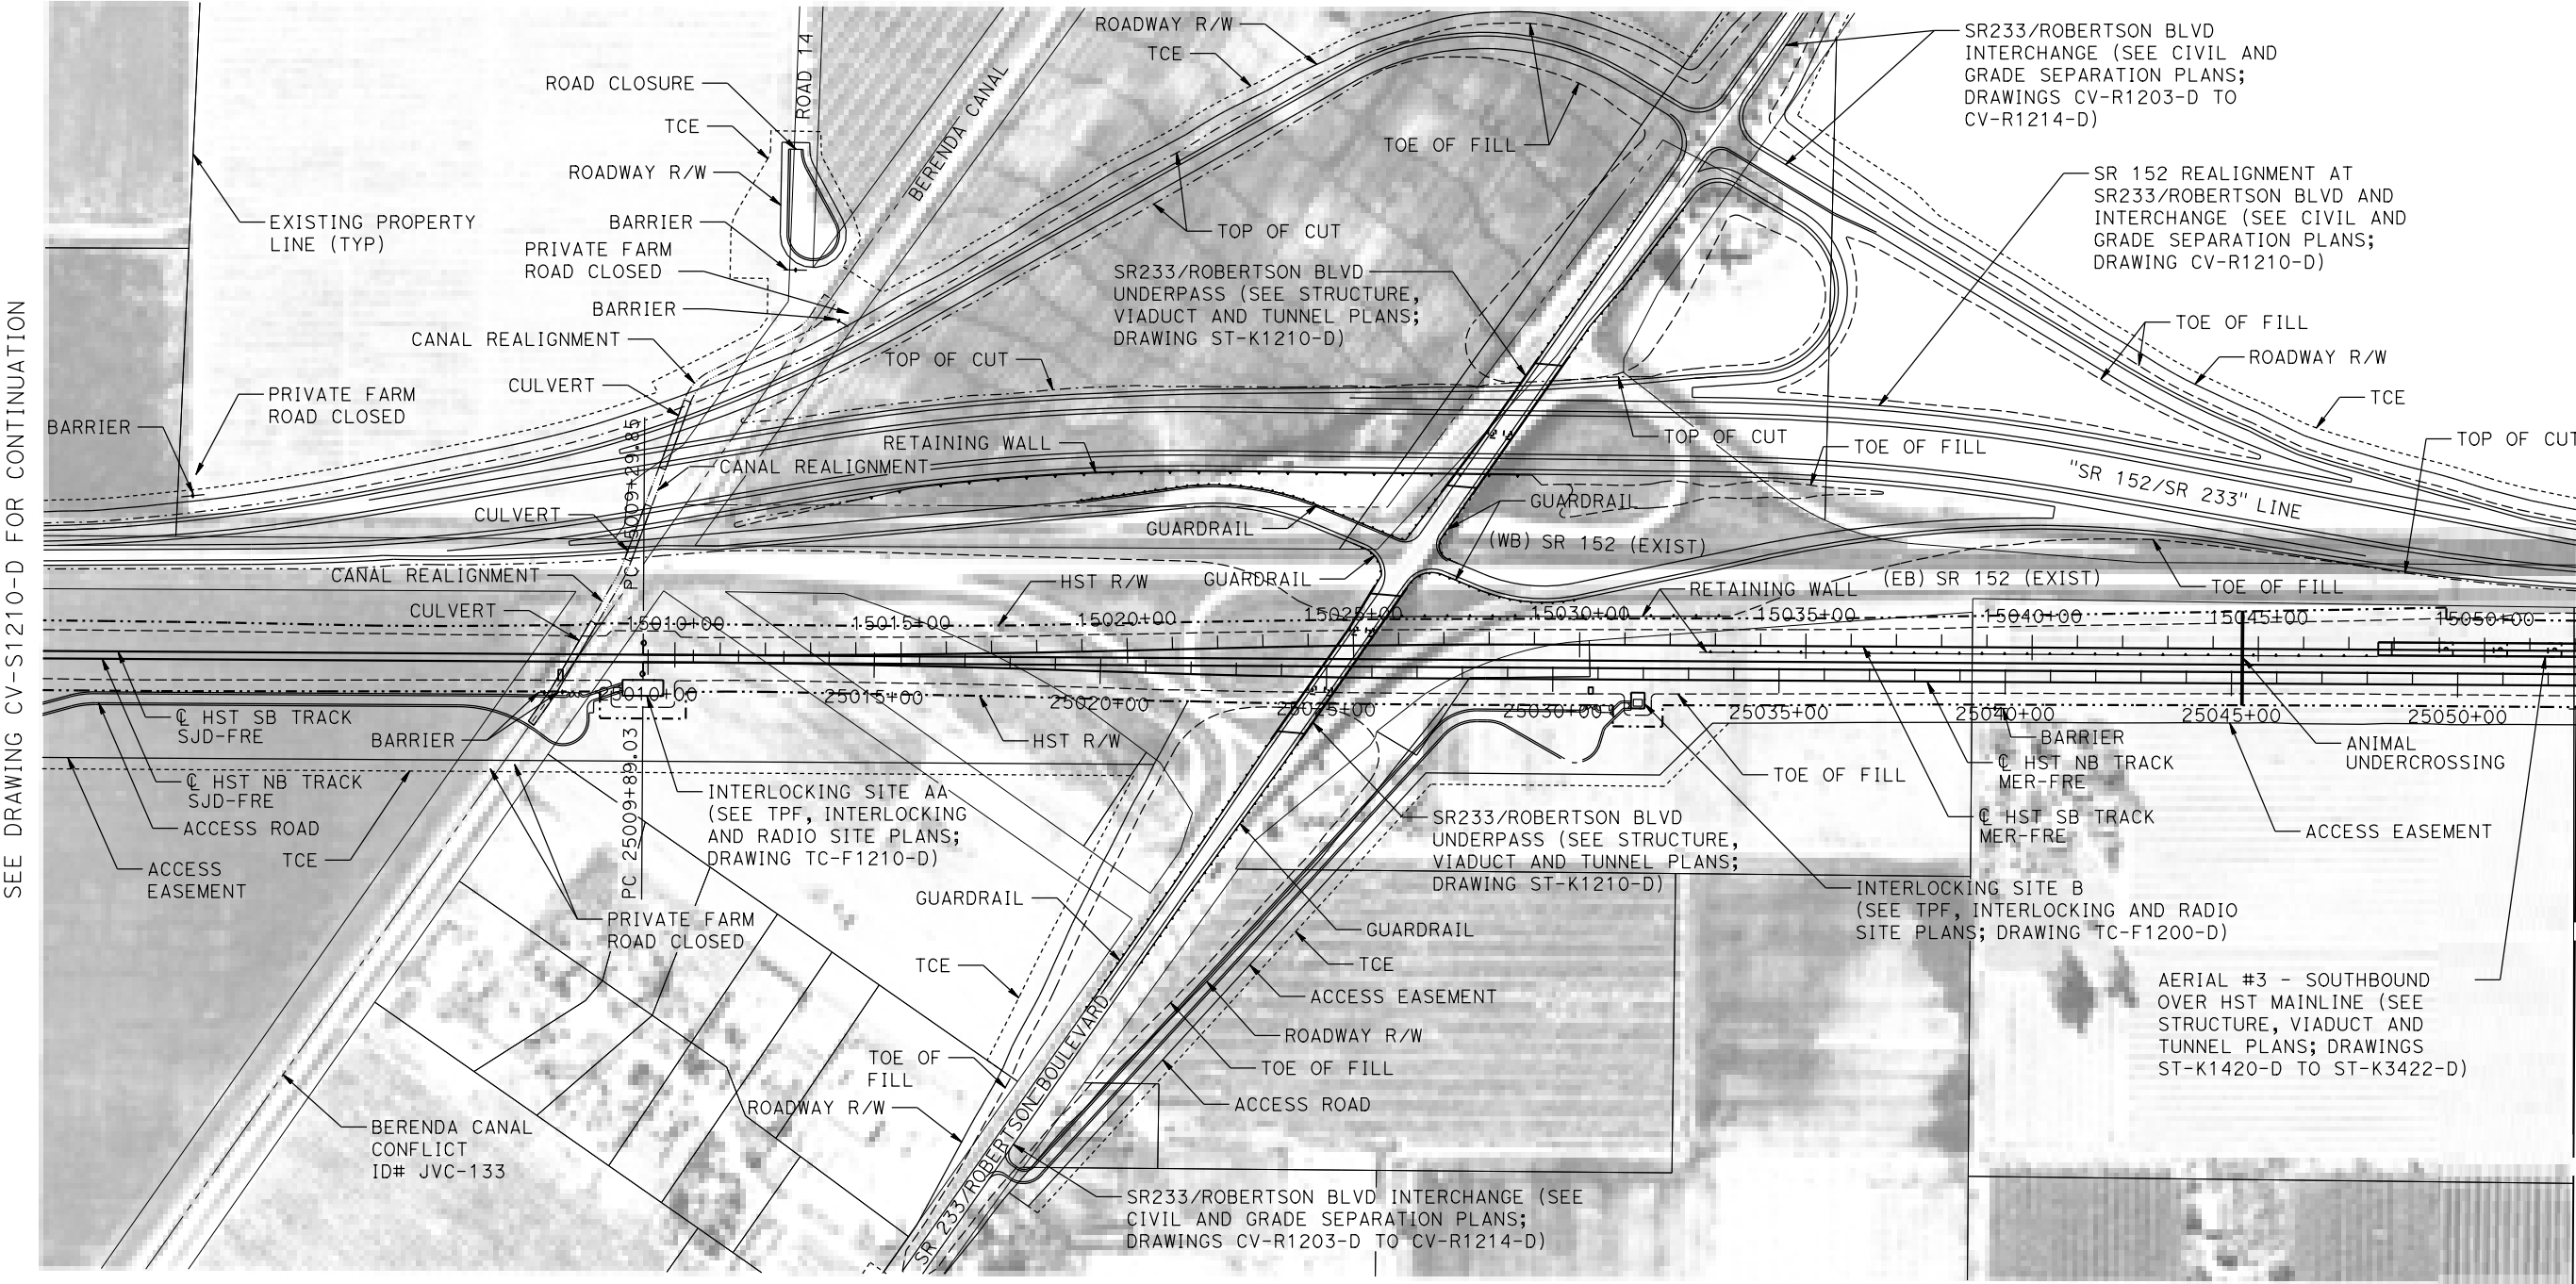 SEE DRAWING CV-S1210-D FOR CONTINUATION
ROADWAY R/W
TCE
SR233/ROBERTSON BLVD
INTERCHANGE (SEE CIVIL AND
GRADE SEPARATION PLANS;
DRAWINGS CV-R1203-D TO
CV-R1214-D)
ROAD 14
ROAD CLOSURE
TCE
ROADWAY R/W
BARRIER
PRIVATE FARM
ROAD CLOSED
BARRIER
CANAL REALIGNMENT
CULVERT
BERENDA CANAL
TOE OF FILL
TOP OF CUT
SR 152 REALIGNMENT AT
SR233/ROBERTSON BLVD AND
INTERCHANGE (SEE CIVIL AND
GRADE SEPARATION PLANS;
DRAWING CV-R1210-D)
EXISTING PROPERTY
LINE (TYP)
SR233/ROBERTSON BLVD
UNDERPASS (SEE STRUCTURE,
VIADUCT AND TUNNEL PLANS;
DRAWING ST-K1210-D)
TOE OF FILL
ROADWAY R/W
TCE
TOP OF CUT
PRIVATE FARM
ROAD CLOSED
BARRIER
TOP OF CUT
RETAINING WALL
CANAL REALIGNMENT
TOP OF CUT
TOE OF FILL
"SR 152/SR 233" LINE
PC 15009+29.85
CULVERT
GUARDRAIL
GUARDRAIL
(WB) SR 152 (EXIST)
CANAL REALIGNMENT
HST R/W
GUARDRAIL
RETAINING WALL
(EB) SR 152 (EXIST)
TOE OF FILL
CULVERT
15010+00
15015+00
15020+00
15025+00
15030+00
15035+00
15040+00
15045+00
15050+00
25010+00
25015+00
25020+00
25025+00
25030+00
25035+00
25040+00
25045+00
25050+00
℄ HST SB TRACK
SJD-FRE
BARRIER
HST R/W
BARRIER
ANIMAL
UNDERCROSSING
℄ HST NB TRACK
SJD-FRE
PC 25009+89.03
℄ HST NB TRACK
MER-FRE
TOE OF FILL
INTERLOCKING SITE AA
(SEE TPF, INTERLOCKING
AND RADIO SITE PLANS;
DRAWING TC-F1210-D)
ACCESS ROAD
TCE
ACCESS
EASEMENT
SR233/ROBERTSON BLVD
UNDERPASS (SEE STRUCTURE,
VIADUCT AND TUNNEL PLANS;
DRAWING ST-K1210-D)
℄ HST SB TRACK
MER-FRE
ACCESS EASEMENT
INTERLOCKING SITE B
(SEE TPF, INTERLOCKING AND RADIO
SITE PLANS; DRAWING TC-F1200-D)
GUARDRAIL
PRIVATE FARM
ROAD CLOSED
GUARDRAIL
TCE
TCE
ACCESS EASEMENT
ROADWAY R/W
TOE OF FILL
ACCESS ROAD
AERIAL #3 - SOUTHBOUND
OVER HST MAINLINE (SEE
STRUCTURE, VIADUCT AND
TUNNEL PLANS; DRAWINGS
ST-K1420-D TO ST-K3422-D)
TOE OF
FILL
ROADWAY R/W
SR 233/ROBERTSON BOULEVARD
BERENDA CANAL
CONFLICT
ID# JVC-133
SR233/ROBERTSON BLVD INTERCHANGE (SEE
CIVIL AND GRADE SEPARATION PLANS;
DRAWINGS CV-R1203-D TO CV-R1214-D)